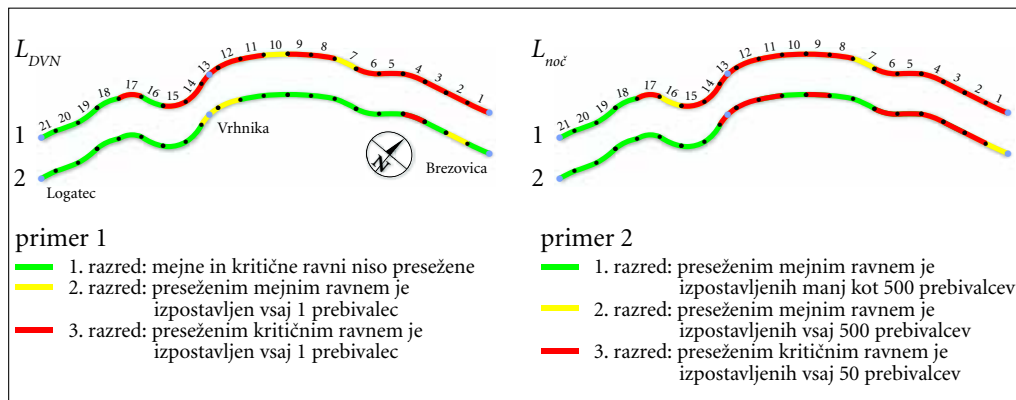 L DVN
21 20 19 18 17 16 15 14 13 12 11 10 9 8 7 6 5 4 3 2 1
1
Vrhnika
N
Brezovica
2
Logatec
L noč
21 20 19 18 17 16 15 14 13 12 11 10 9 8 7 6 5 4 3 2 1
1
2
primer 1
1. razred: mejne in kritične ravni niso presežene
2. razred: preseženim mejnim ravnem je
izpostavljen vsaj 1 prebivalec
3. razred: preseženim kritičnim ravnem je
izpostavljen vsaj 1 prebivalec
primer 2
1. razred: preseženim mejnim ravnem je
izpostavljenih manj kot 500 prebivalcev
2. razred: preseženim mejnim ravnem je
izpostavljenih vsaj 500 prebivalcev
3. razred: preseženim kritičnim ravnem je
izpostavljenih vsaj 50 prebivalcev